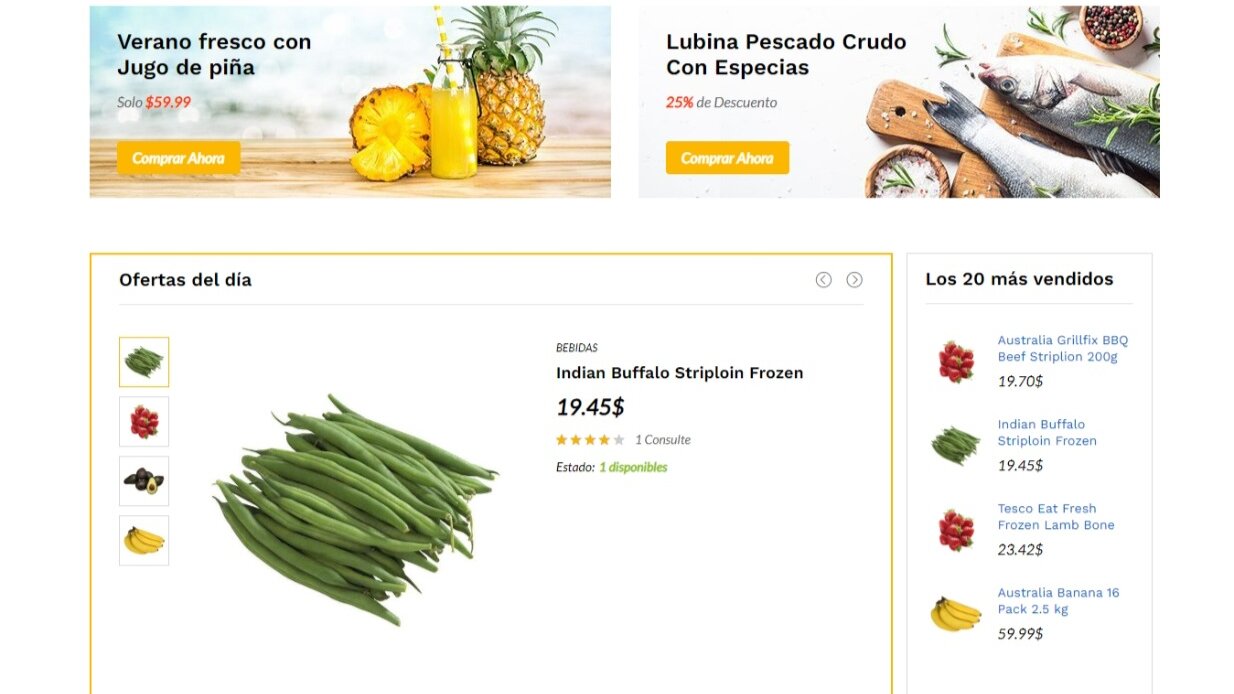 Verano fresco con
Jugo de piña
Solo $59.99
Comprar Ahora
Lubina Pescado Crudo
Con Especias
25% de Descuento
Comprar Ahora
Ofertas del día
BEBIDAS
Indian Buffalo Striploin Frozen
19.45$
1 Consulte
Estado: 1 disponibles
Los 20 más vendidos
Australia Grillfix BBQ
Beef Striplion 200g
19.70$
Indian Buffalo
Striploin Frozen
19.45$
Tesco Eat Fresh
Frozen Lamb Bone
23.42$
Australia Banana 16
Pack 2.5 kg
59.99$